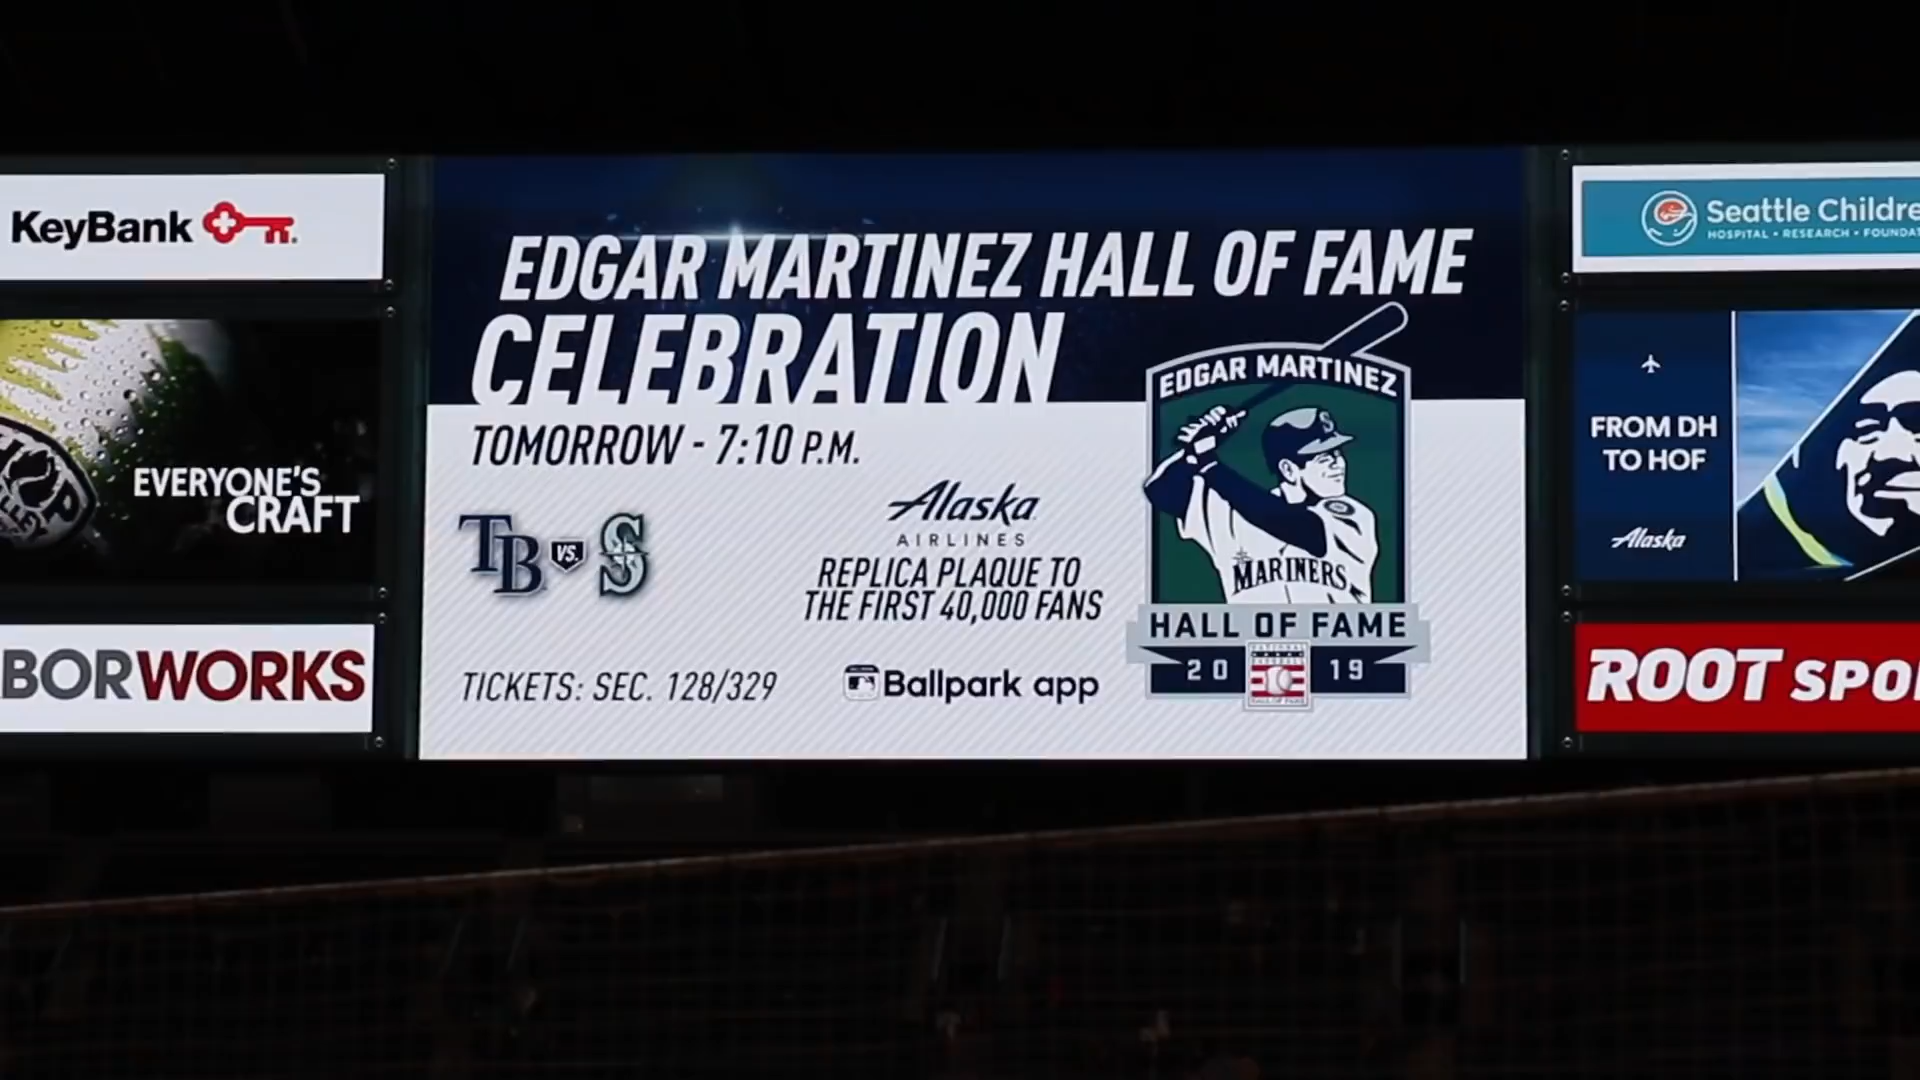 KeyBank
EVERYONE'S
CRAFT
BORWORKS
EDGAR MARTINEZ HALL OF FAME
CELEBRATION
TOMORROW - 7:10 P.M.
TB VS. S
Alaska
AIRLINES
REPLICA PLAQUE TO
THE FIRST 40,000 FANS
TICKETS: SEC. 128/329
Ballpark app
EDGAR MARTINEZ
MARINERS
HALL OF FAME
20 19
Seattle Childre
HOSPITAL • RESEARCH • FOUNDAT
FROM DH
TO HOF
Alaska
ROOT SPO